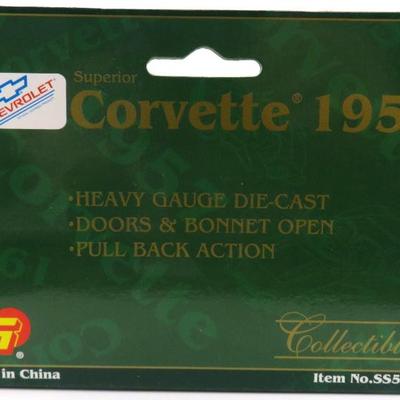 CHEVROLET
Superior
Corvette® 195
·HEAVY GAUGE DIE-CAST
·DOORS & BONNET OPEN
·PULL BACK ACTION
®
Collectibl
in China
Item No.SS5